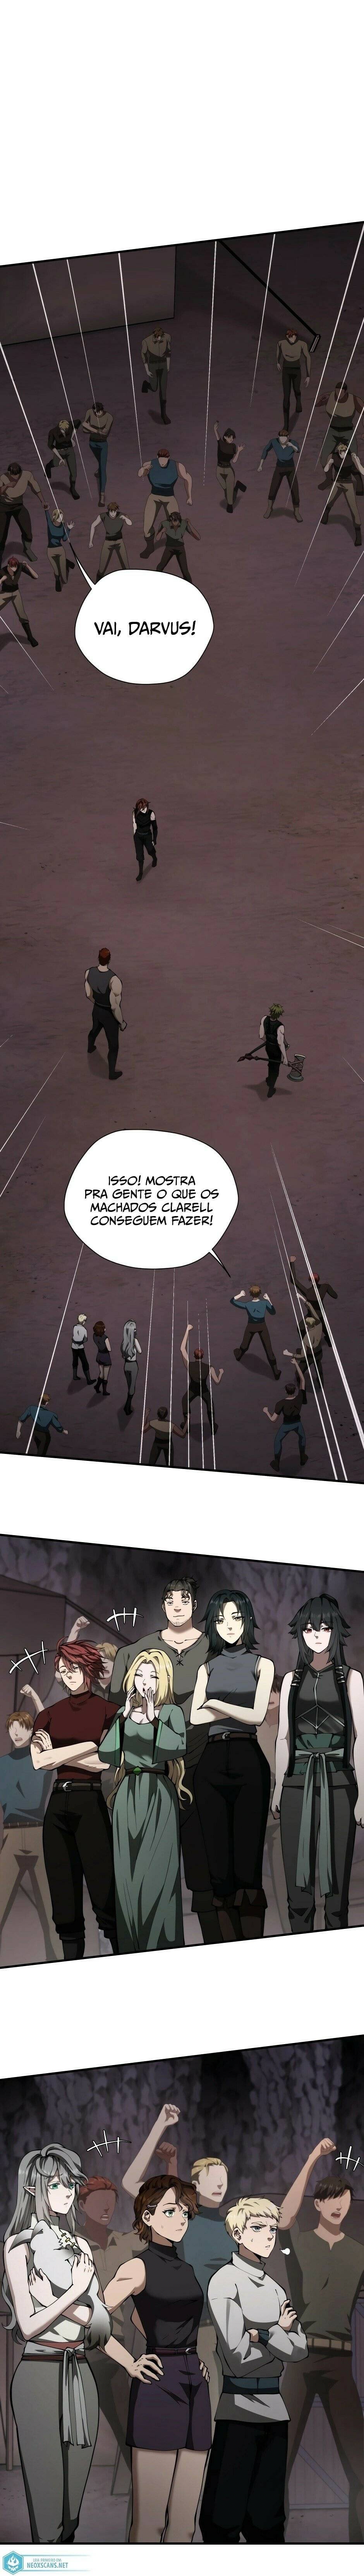 VAI, DARVUS!
ISSO! MOSTRA
PRA GENTE O QUE OS
MACHADOS CLARELL
CONSEGUEM FAZER!
NEOXSCANS.NET